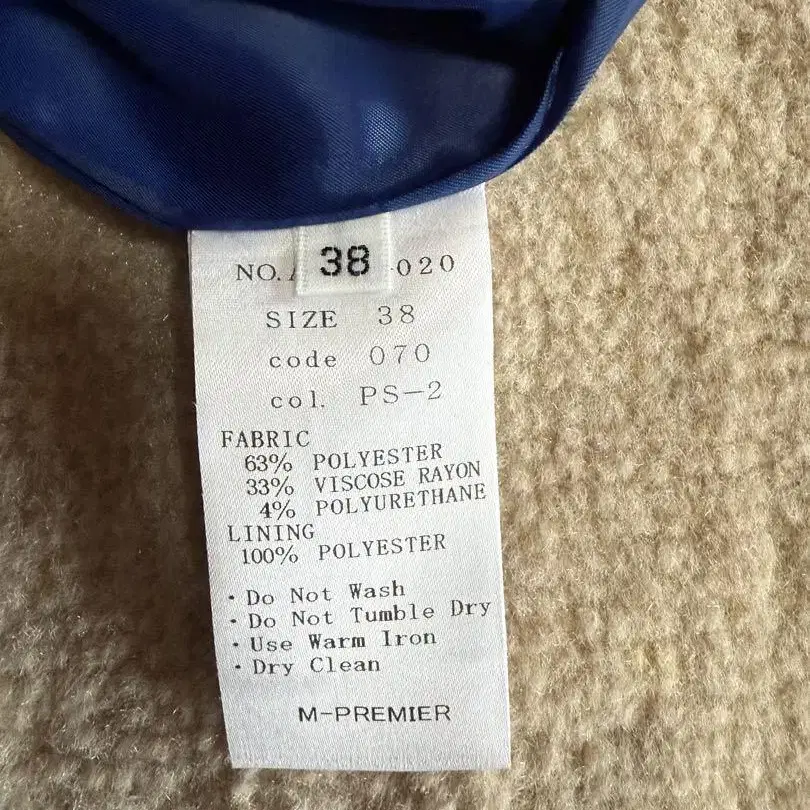 38
NO. -020
SIZE 38
code 070
col. PS-2
FABRIC
63% POLYESTER
33% VISCOSE RAYON
4% POLYURETHANE
LINING
100% POLYESTER
・Do Not Wash
・Do Not Tumble Dry
・Use Warm Iron
・Dry Clean
M-PREMIER